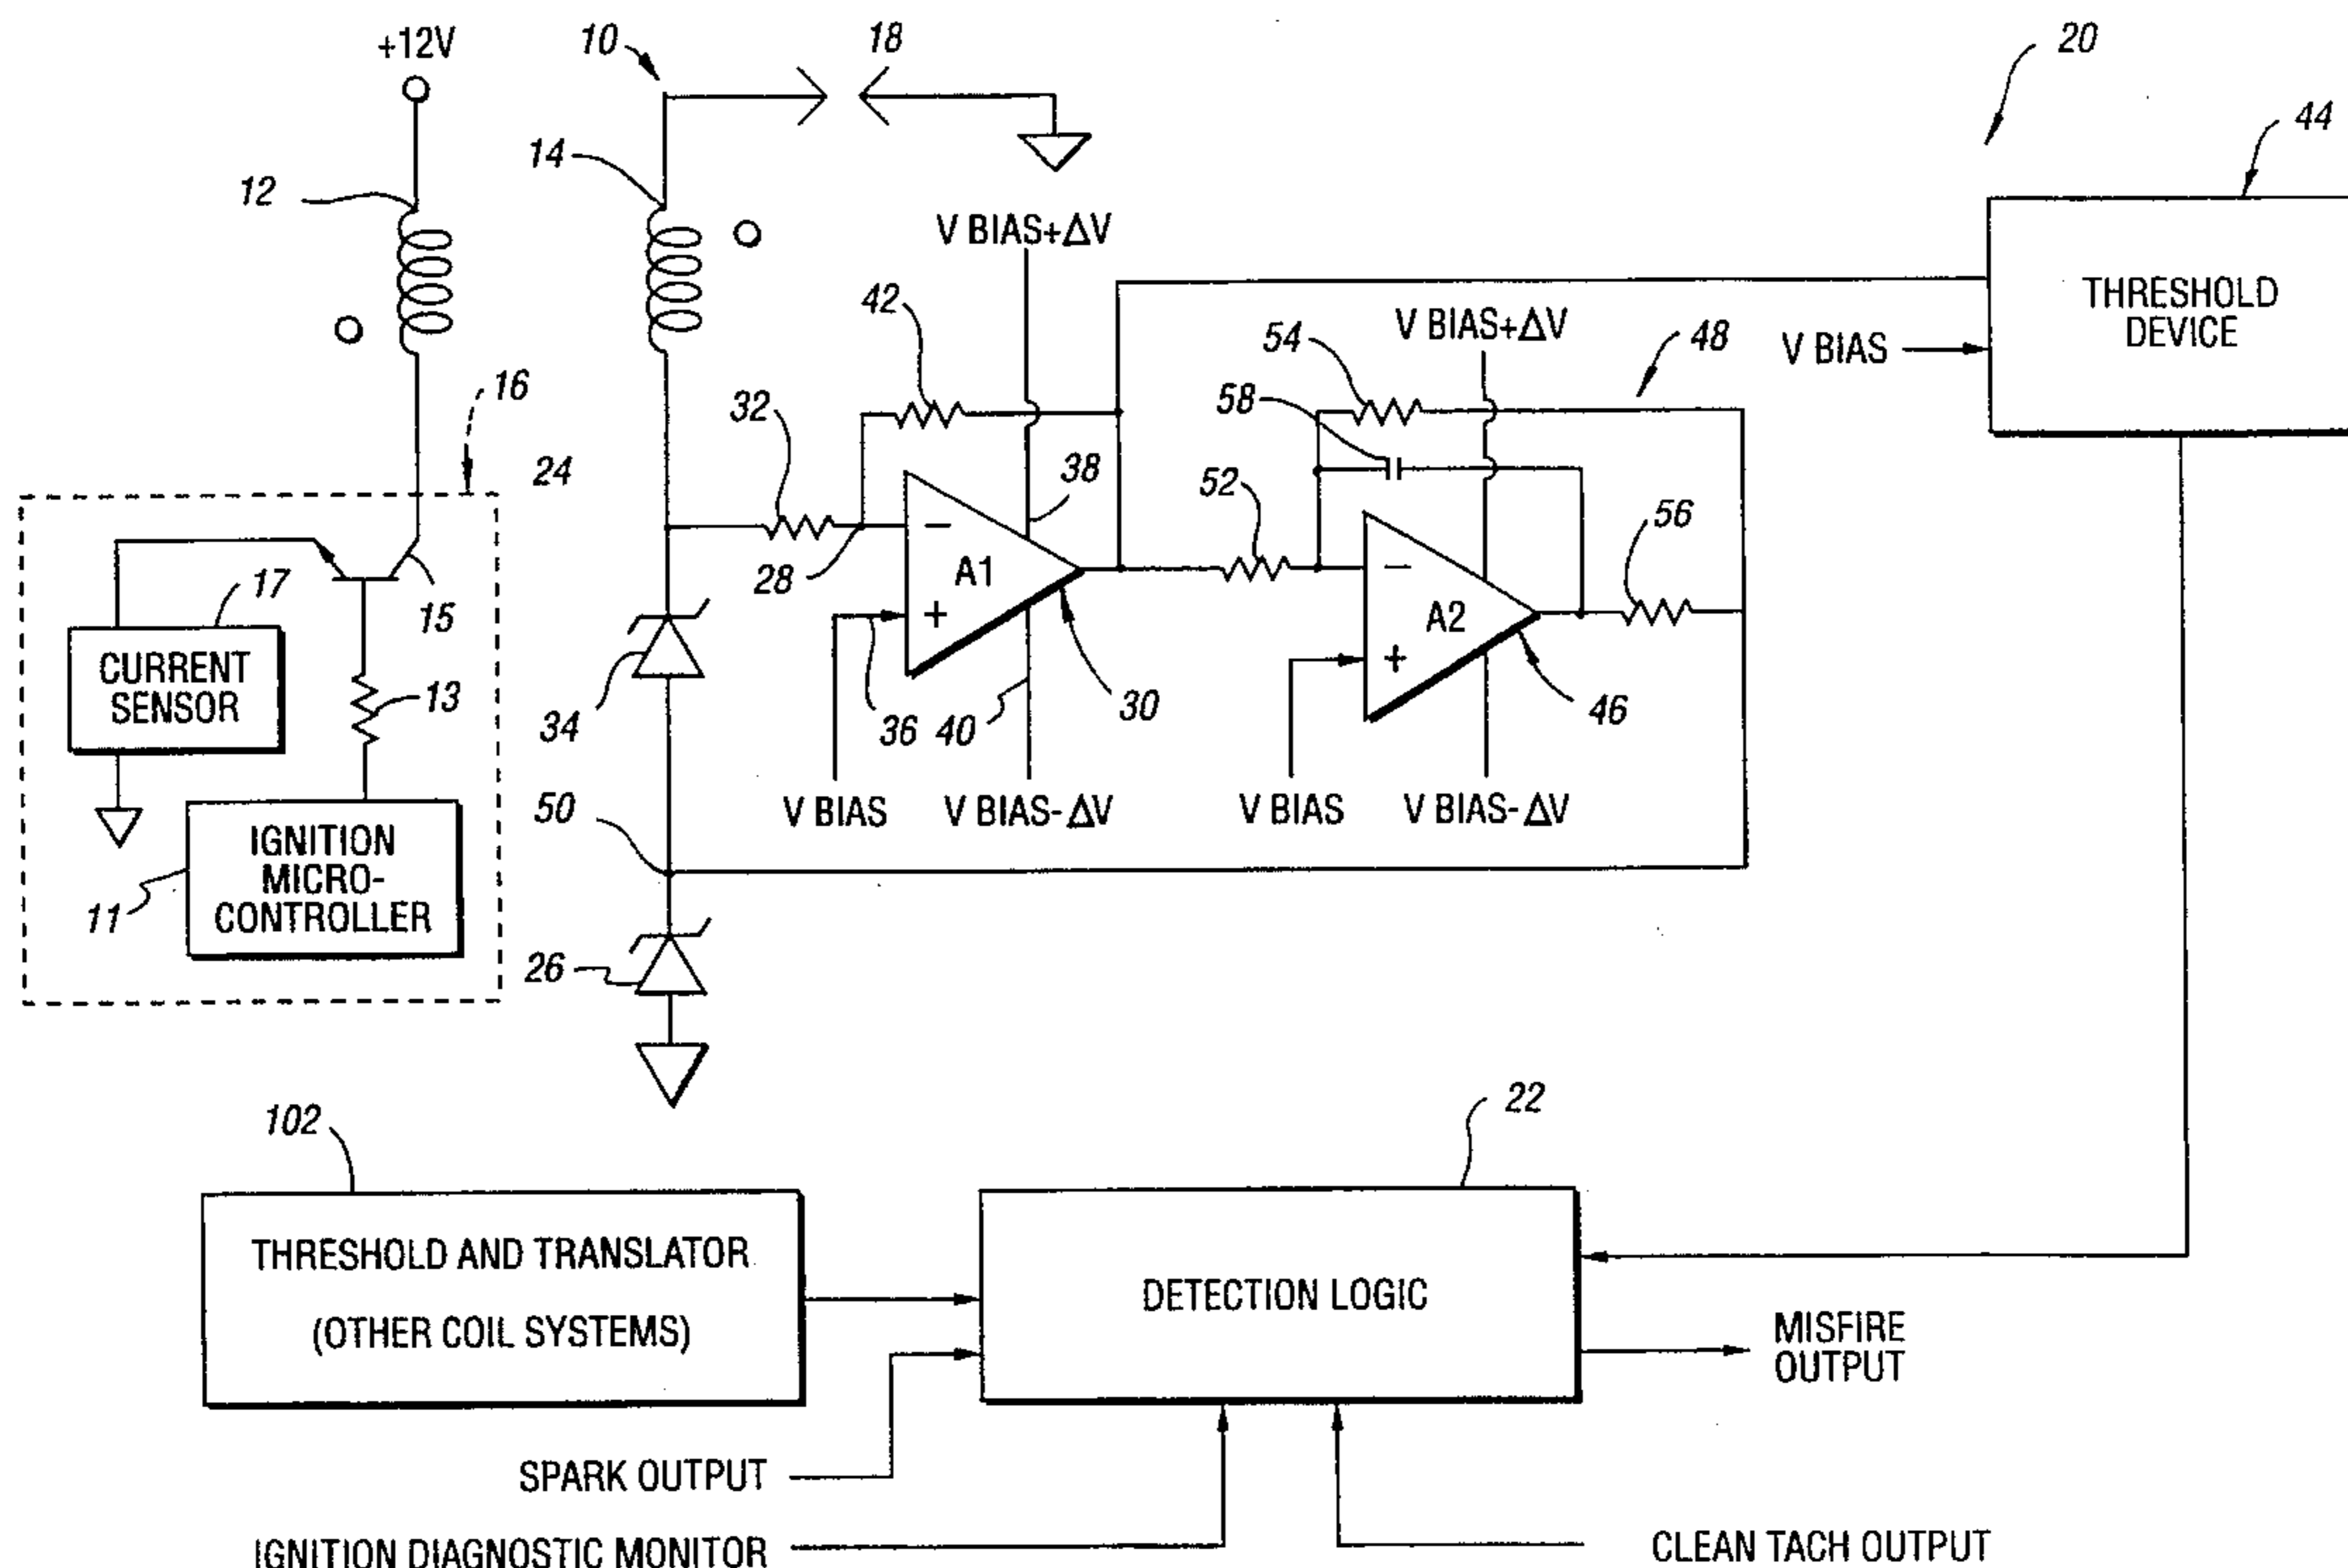 +12V
10
18
20
44
14
12
V BIAS+ΔV
THRESHOLD
DEVICE
42
V BIAS+ΔV
V BIAS
54
48
16
32
58
24
38
52
56
28
A1
A2
−
+
−
+
17
15
CURRENT
SENSOR
13
34
36
40
30
46
50
V BIAS
V BIAS-ΔV
V BIAS
V BIAS-ΔV
IGNITION
MICRO-
CONTROLLER
11
26
102
22
THRESHOLD AND TRANSLATOR
(OTHER COIL SYSTEMS)
DETECTION LOGIC
MISFIRE
OUTPUT
SPARK OUTPUT
IGNITION DIAGNOSTIC MONITOR
CLEAN TACH OUTPUT